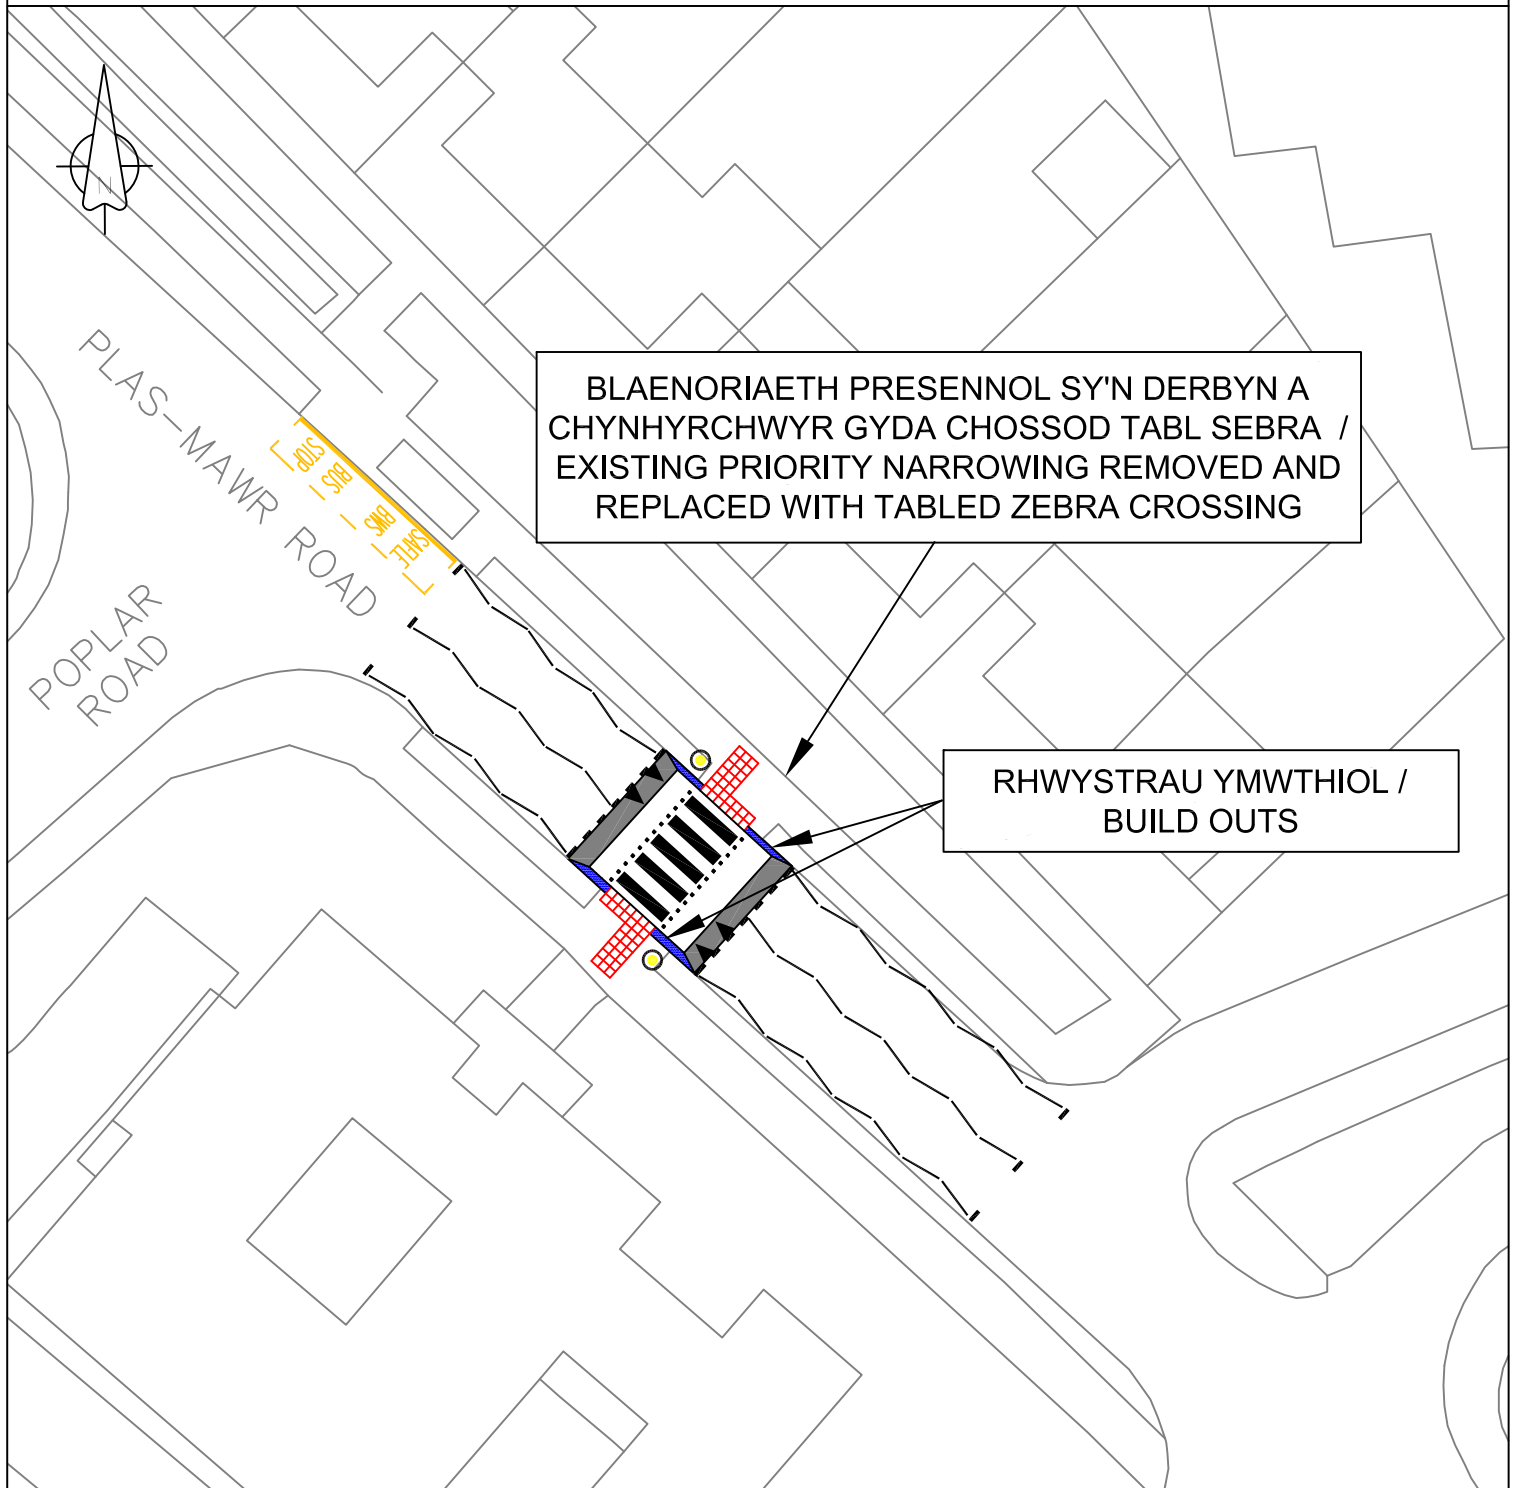 N
PLAS-MAWR ROAD
POPLAR
ROAD
BUS
STOP
SAFLE
BWS
BLAENORIAETH PRESENNOL SY'N DERBYN A
CHYNHYRCHWYR GYDA CHOSSOD TABL SEBRA /
EXISTING PRIORITY NARROWING REMOVED AND
REPLACED WITH TABLED ZEBRA CROSSING
RHWYSTRAU YMWTHIOL /
BUILD OUTS